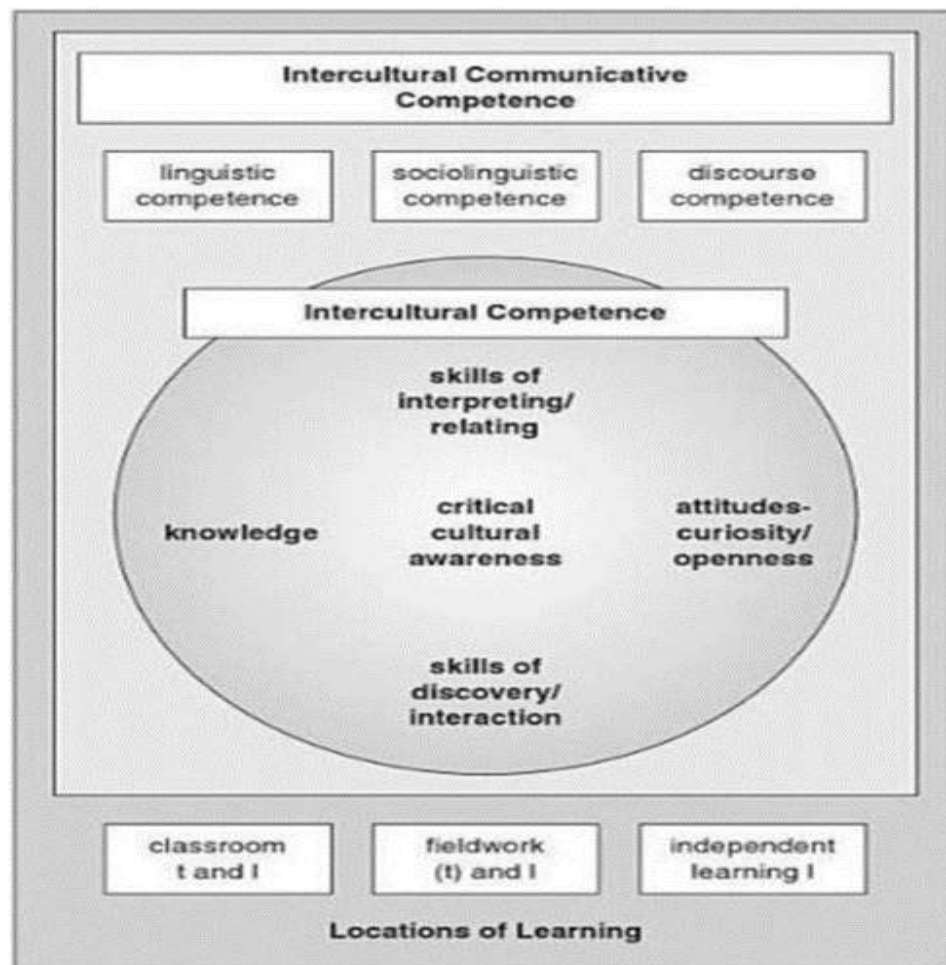 Intercultural Communicative
Competence
linguistic
competence
sociolinguistic
competence
discourse
competence
Intercultural Competence
skills of
interpreting/
relating
knowledge
critical
cultural
awareness
attitudes-
curiosity/
openness
skills of
discovery/
interaction
classroom
t and l
fieldwork
(t) and l
independent
learning l
Locations of Learning